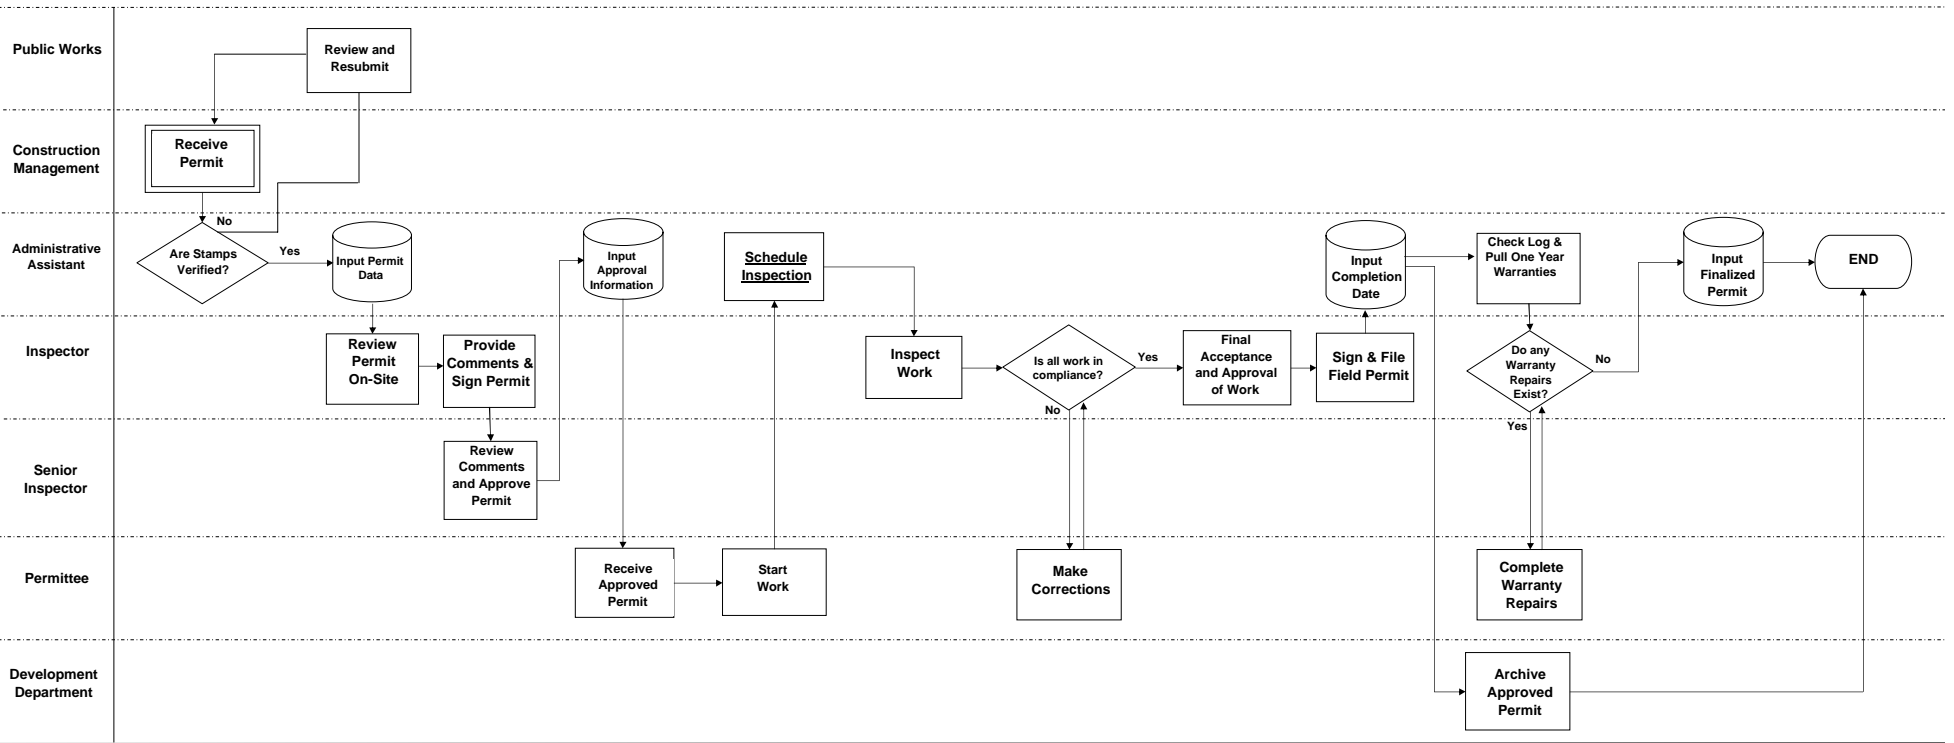 Public Works
Review and
Resubmit
Construction
Management
Receive
Permit
Administrative
Assistant
Are Stamps
Verified?
No
Yes
Input Permit
Data
Input
Approval
Information
Schedule
Inspection
Input
Completion
Date
Check Log &
Pull One Year
Warranties
Input
Finalized
Permit
END
Inspector
Review
Permit
On-Site
Provide
Comments &
Sign Permit
Inspect
Work
Is all work in
compliance?
Yes
No
Final
Acceptance
and Approval
of Work
Sign & File
Field Permit
Do any
Warranty
Repairs
Exist?
No
Yes
Senior
Inspector
Review
Comments
and Approve
Permit
Permittee
Receive
Approved
Permit
Start
Work
Make
Corrections
Complete
Warranty
Repairs
Development
Department
Archive
Approved
Permit